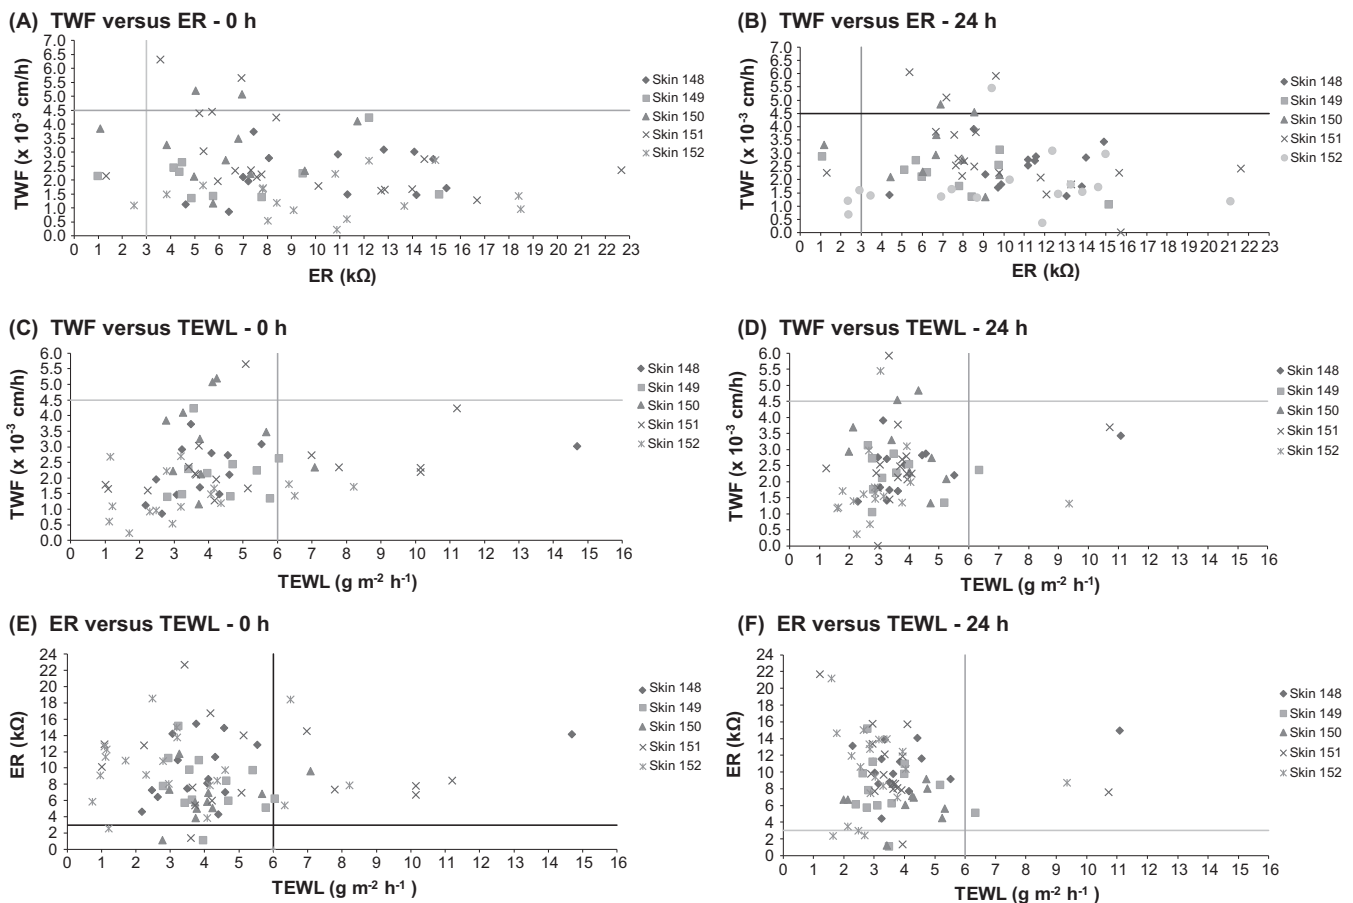 (A) TWF versus ER - 0 h
TWF (x 10⁻³ cm/h)
7.0
6.5
6.0
5.5
5.0
4.5
4.0
3.5
3.0
2.5
2.0
1.5
1.0
0.5
0.0
0 1 2 3 4 5 6 7 8 9 10 11 12 13 14 15 16 17 18 19 20 21 22 23
ER (kΩ)
Skin 148
Skin 149
Skin 150
Skin 151
Skin 152
(B) TWF versus ER - 24 h
TWF (x 10⁻³ cm/h)
7.0
6.5
6.0
5.5
5.0
4.5
4.0
3.5
3.0
2.5
2.0
1.5
1.0
0.5
0.0
0 1 2 3 4 5 6 7 8 9 10 11 12 13 14 15 16 17 18 19 20 21 22 23
ER (kΩ)
Skin 148
Skin 149
Skin 150
Skin 151
Skin 152
(C) TWF versus TEWL - 0 h
TWF (x 10⁻³ cm/h)
6.0
5.5
5.0
4.5
4.0
3.5
3.0
2.5
2.0
1.5
1.0
0.5
0.0
0 1 2 3 4 5 6 7 8 9 10 11 12 13 14 15 16
TEWL (g m⁻² h⁻¹)
Skin 148
Skin 149
Skin 150
Skin 151
Skin 152
(D) TWF versus TEWL - 24 h
TWF (x 10⁻³ cm/h)
6.0
5.5
5.0
4.5
4.0
3.5
3.0
2.5
2.0
1.5
1.0
0.5
0.0
0 1 2 3 4 5 6 7 8 9 10 11 12 13 14 15 16
TEWL (g m⁻² h⁻¹)
Skin 148
Skin 149
Skin 150
Skin 151
Skin 152
(E) ER versus TEWL - 0 h
ER (kΩ)
24
22
20
18
16
14
12
10
8
6
4
2
0
0 1 2 3 4 5 6 7 8 9 10 11 12 13 14 15 16
TEWL (g m⁻² h⁻¹ )
Skin 148
Skin 149
Skin 150
Skin 151
Skin 152
(F) ER versus TEWL - 24 h
ER (kΩ)
24
22
20
18
16
14
12
10
8
6
4
2
0
0 1 2 3 4 5 6 7 8 9 10 11 12 13 14 15 16
TEWL (g m⁻² h⁻¹)
Skin 148
Skin 149
Skin 150
Skin 151
Skin 152